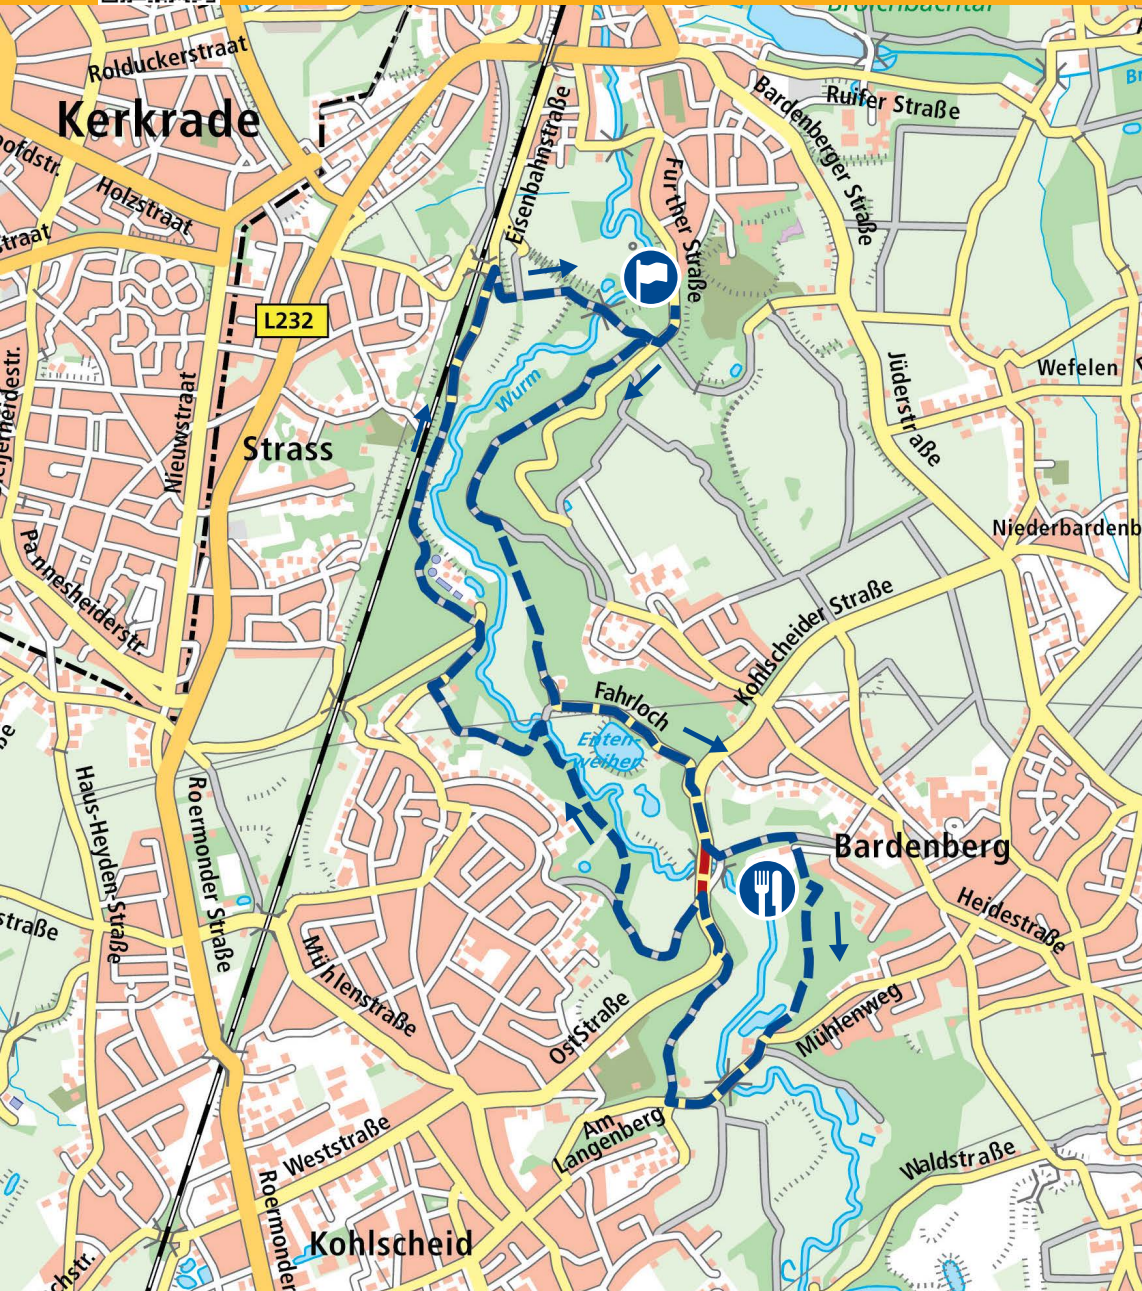 Broichbachtal
Rolduckerstraat
Kerkrade
Ruifer Straße
Bardenberger Straße
Eisenbahnstraße
Further Straße
Holzstraat
L232
Wurm
Jüderstraße
Wefelen
Nieuwstraat
Strass
Niederbardenb
Pannesheiderstr.
Kohlscheider Straße
Fahrloch
Enten-
weiher
Haus-Heyden-Straße
Roermonder Straße
Bardenberg
Heidestraße
Mühlenstraße
OstStraße
Mühlenweg
Am
Langenberg
Weststraße
Waldstraße
Roermonder
Kohlscheid
chstr.